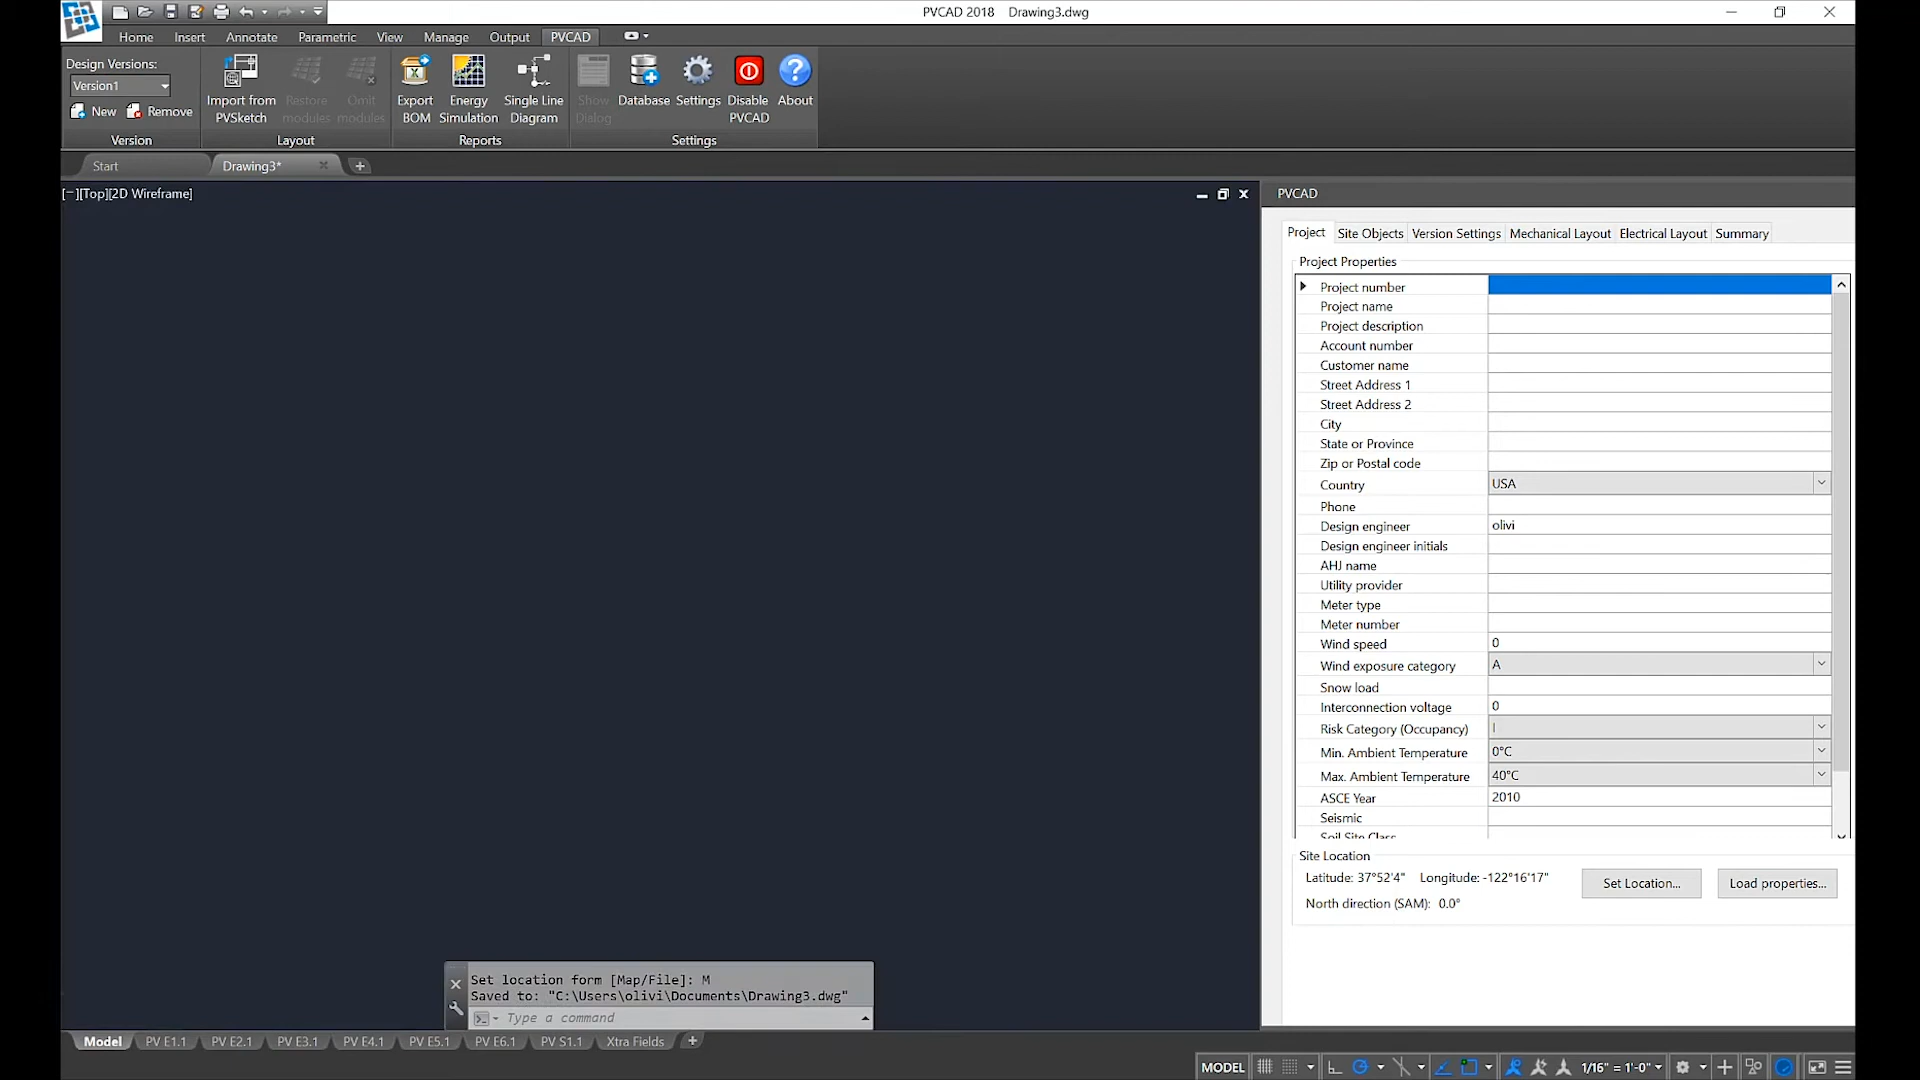 PVCAD 2018 Drawing3.dwg
Home Insert Annotate Parametric View Manage Output PVCAD
Design Versions:
Version1
New Remove
Version
Import from PVSketch
Restore modules
Omit modules
Layout
Export BOM
Energy Simulation
Single Line Diagram
Reports
Show Dialog
Database
Settings
Disable PVCAD
About
Settings
Start Drawing3*
[−][Top][2D Wireframe]
PVCAD
Project Site Objects Version Settings Mechanical Layout Electrical Layout Summary
Project Properties
Project number
Project name
Project description
Account number
Customer name
Street Address 1
Street Address 2
City
State or Province
Zip or Postal code
Country USA
Phone
Design engineer olivi
Design engineer initials
AHJ name
Utility provider
Meter type
Meter number
Wind speed 0
Wind exposure category A
Snow load
Interconnection voltage 0
Risk Category (Occupancy) I
Min. Ambient Temperature 0°C
Max. Ambient Temperature 40°C
ASCE Year 2010
Seismic
Soil Site Class
Site Location
Latitude: 37°52'4" Longitude: -122°16'17"
North direction (SAM): 0.0°
Set Location... Load properties...
Set location form [Map/File]: M
Saved to: "C:\Users\olivi\Documents\Drawing3.dwg"
Type a command
Model PV E1.1 PV E2.1 PV E3.1 PV E4.1 PV E5.1 PV E6.1 PV S1.1 Xtra Fields
MODEL 1/16" = 1'-0"